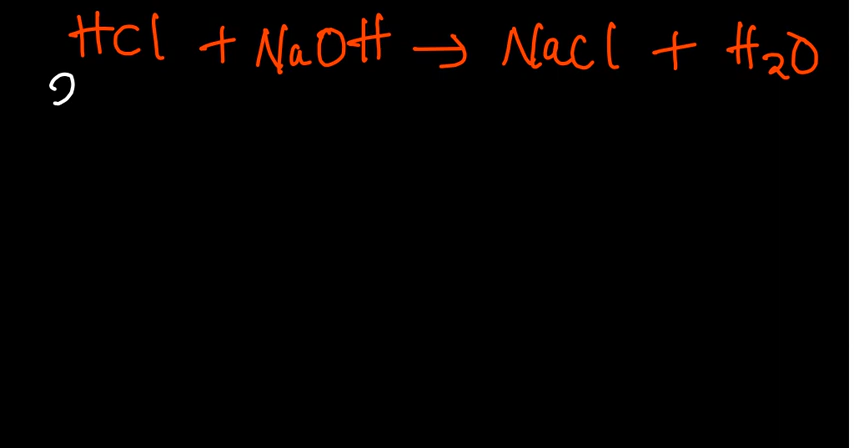 HCl + NaOH → NaCl + H₂O